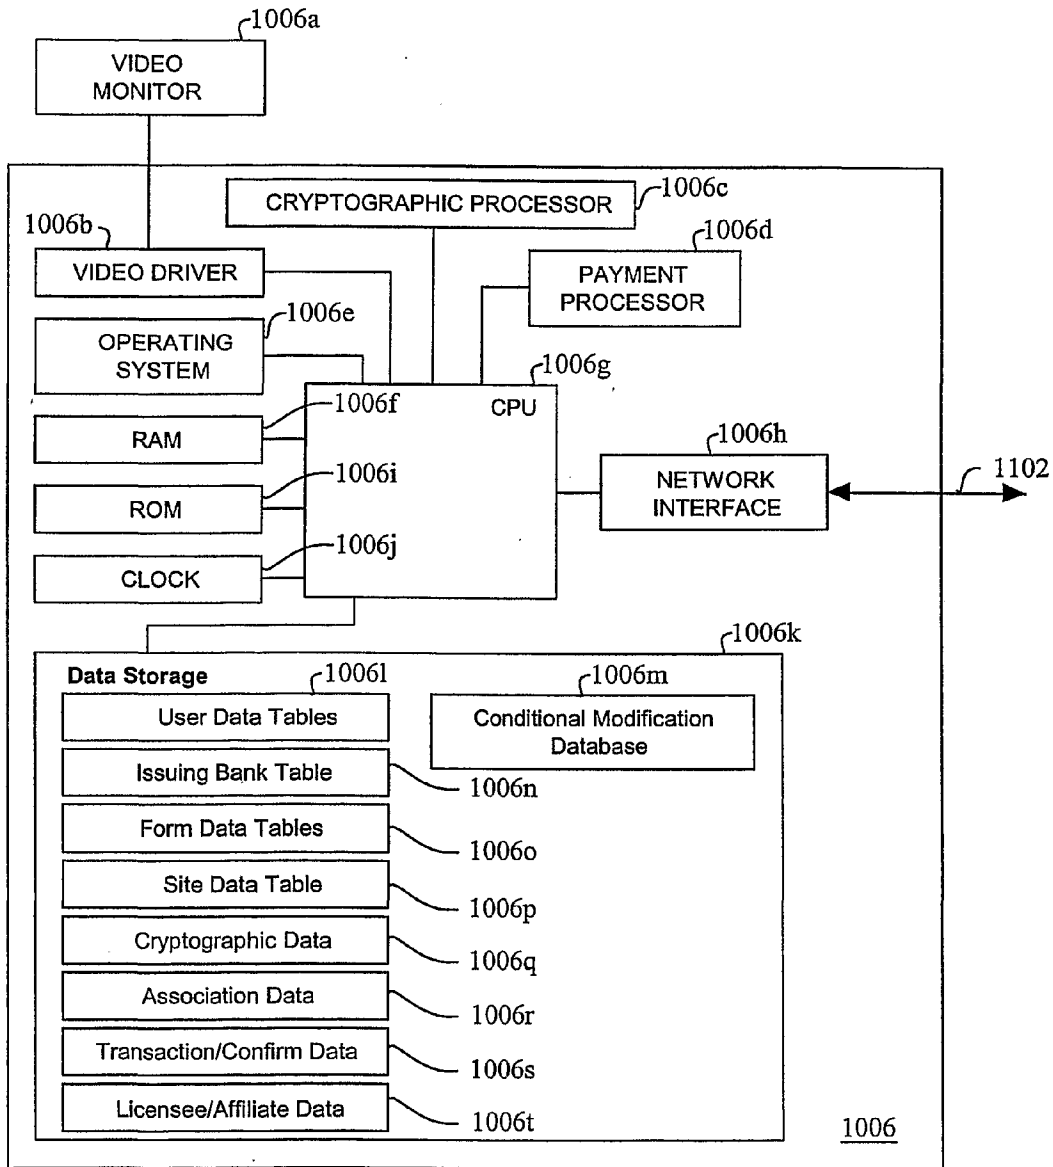 1006a
VIDEO
MONITOR
CRYPTOGRAPHIC PROCESSOR
1006c
1006b
VIDEO DRIVER
1006d
PAYMENT
PROCESSOR
1006e
OPERATING
SYSTEM
1006g
CPU
1006f
RAM
1006h
NETWORK
INTERFACE
1102
1006i
ROM
1006j
CLOCK
1006k
Data Storage
1006l
User Data Tables
1006m
Conditional Modification
Database
Issuing Bank Table
1006n
Form Data Tables
1006o
Site Data Table
1006p
Cryptographic Data
1006q
Association Data
1006r
Transaction/Confirm Data
1006s
Licensee/Affiliate Data
1006t
1006